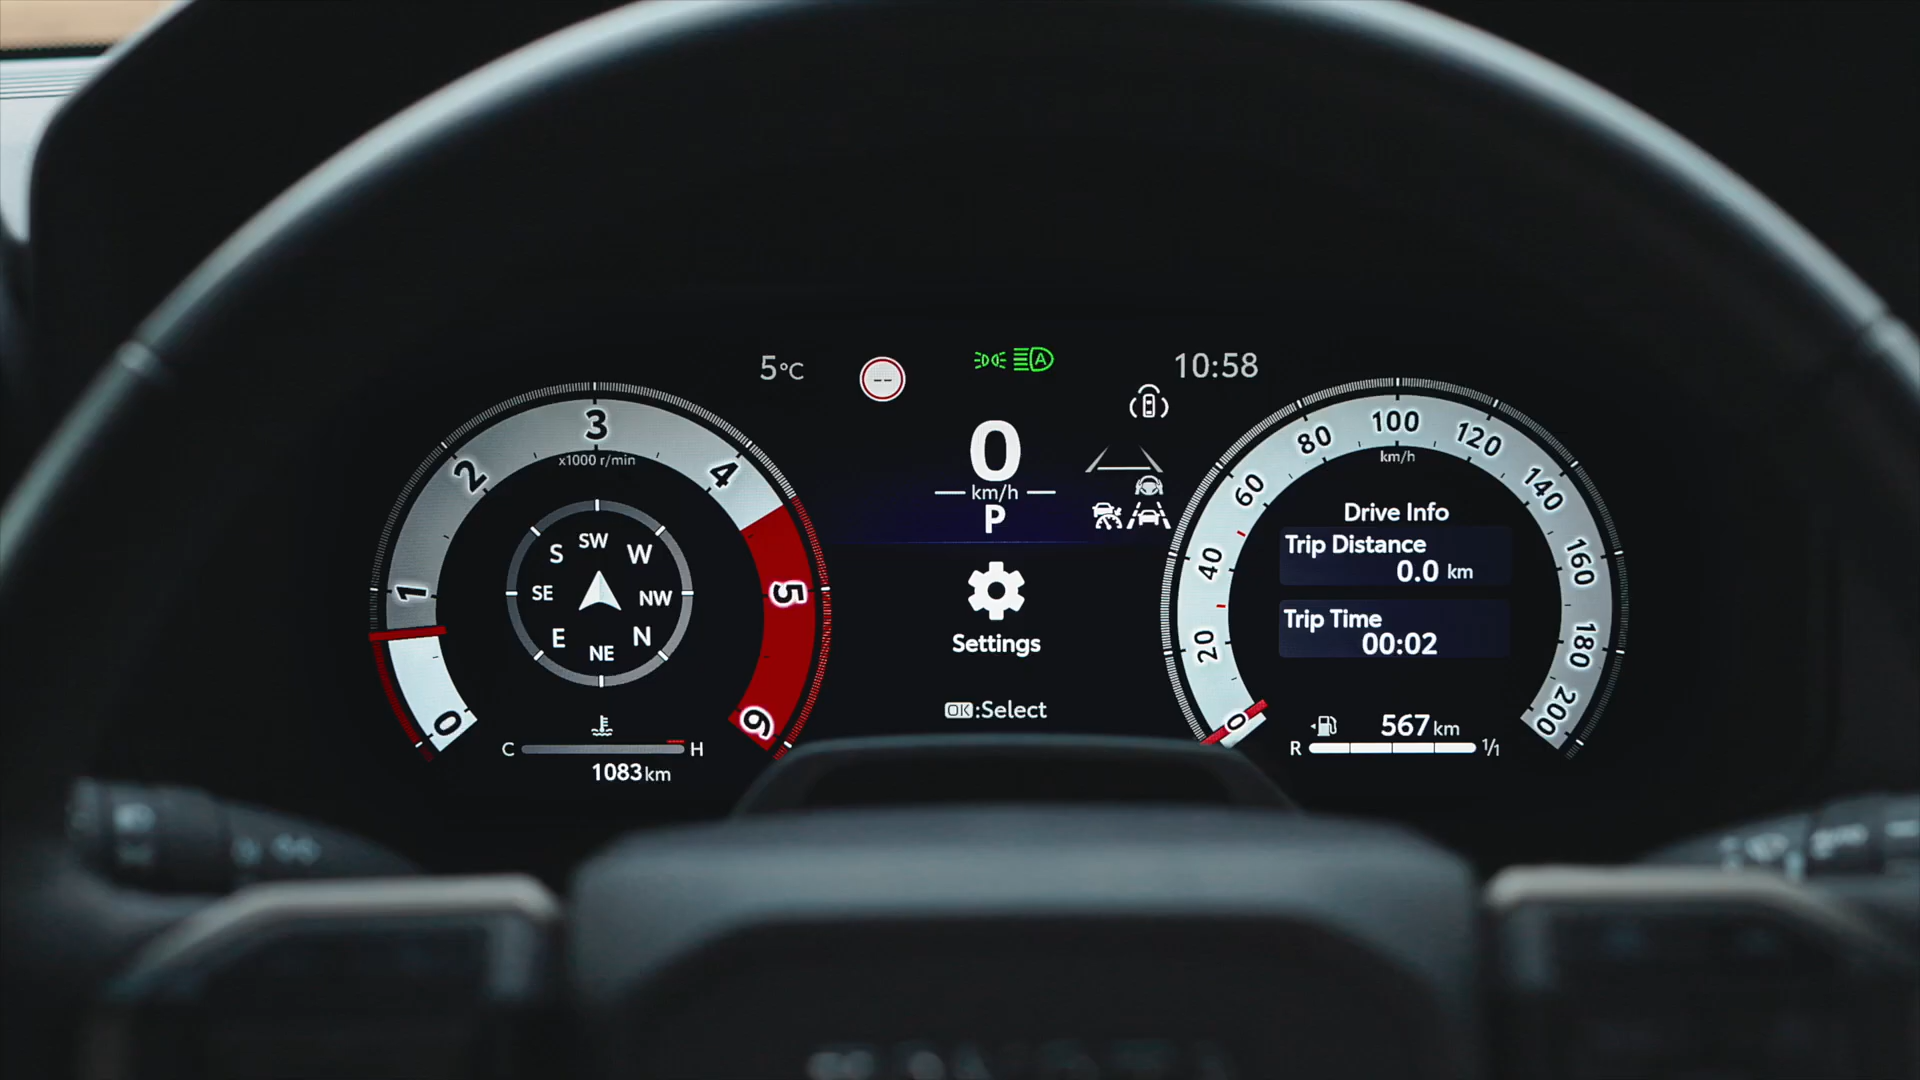 5°C
--
A
10:58
0
km/h
P
Settings
OK:Select
0
1
2
3
4
5
6
x1000 r/min
S
SW
W
SE
NW
E
NE
N
C
H
1083 km
0
20
40
60
80
100
120
140
160
180
200
km/h
Drive Info
Trip Distance
0.0 km
Trip Time
00:02
567 km
R
1/1